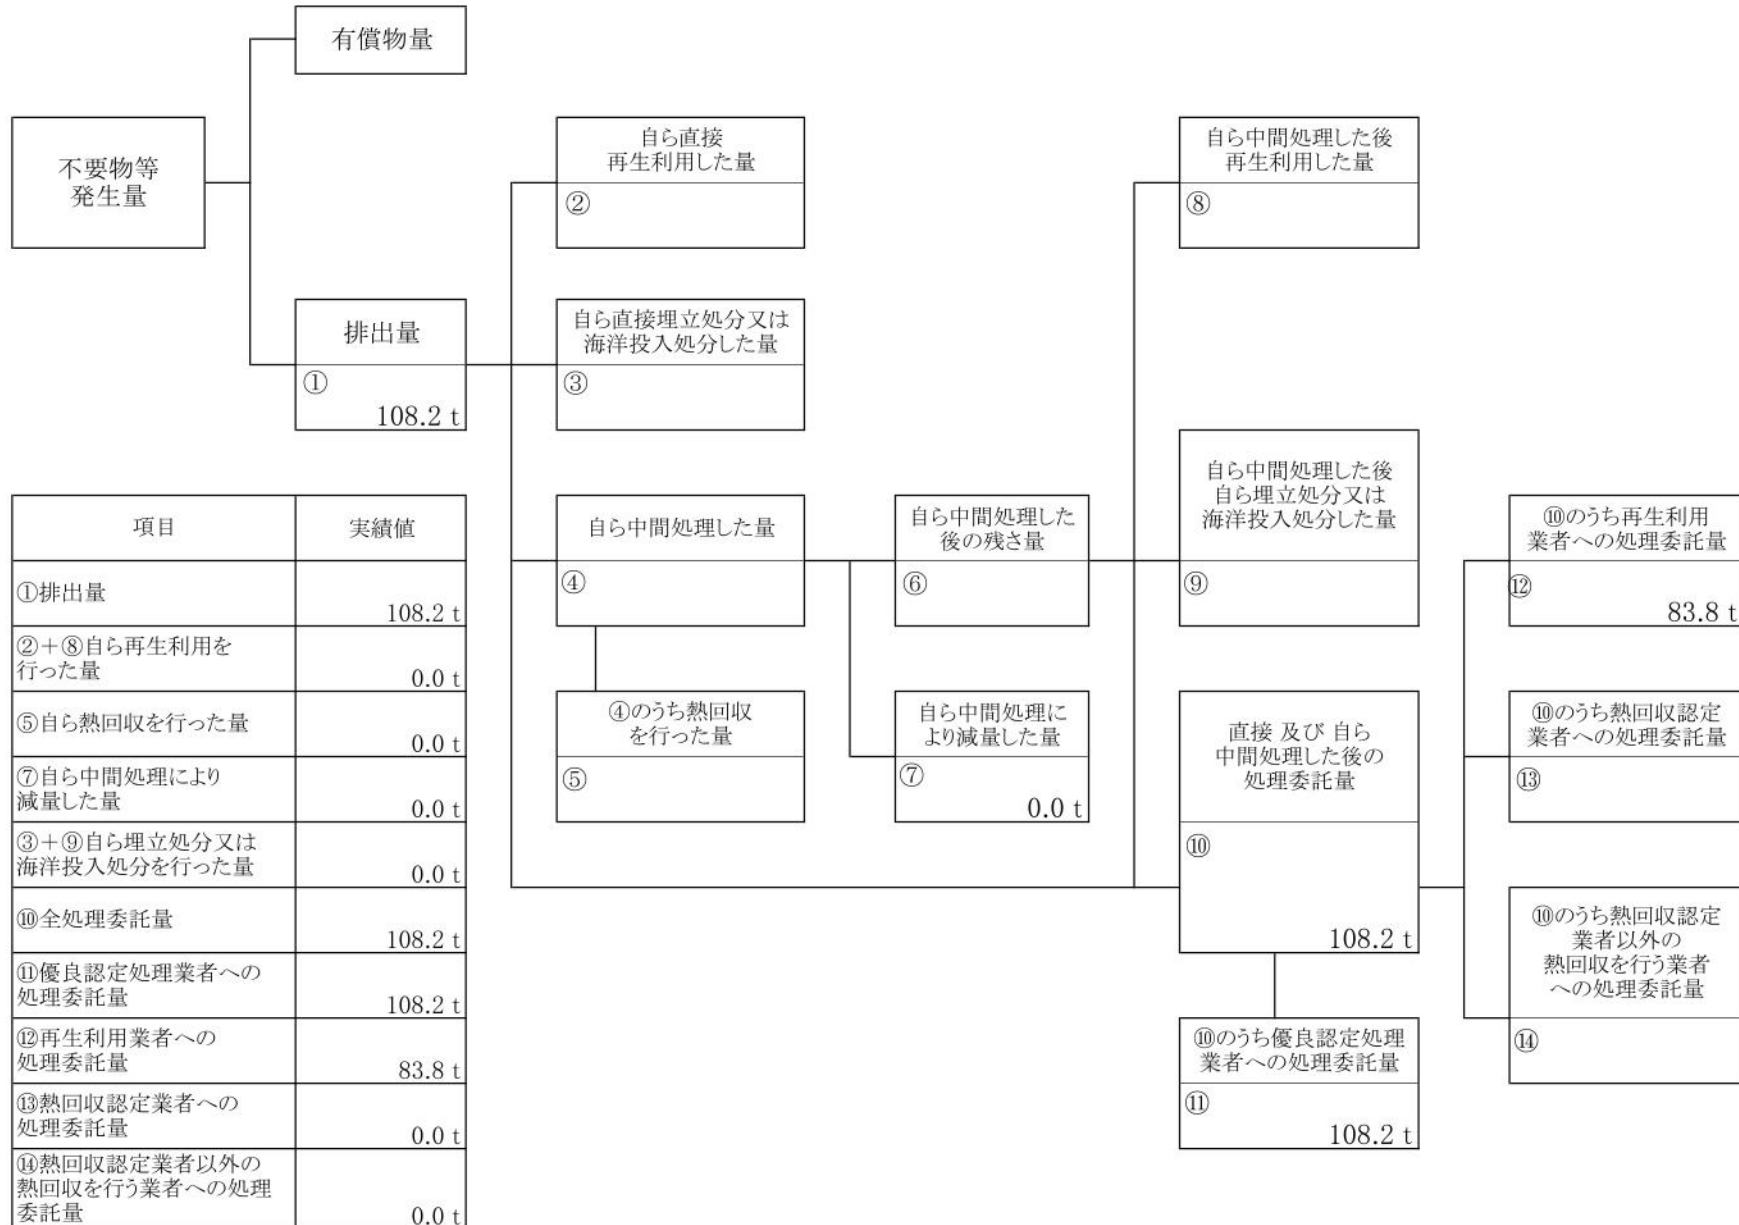 有償物量
不要物等
発生量
自ら直接
再生利用した量
②
自ら中間処理した後
再生利用した量
⑧
排出量
①
108.2 t
自ら直接埋立処分又は
海洋投入処分した量
③
自ら中間処理した量
④
自ら中間処理した
後の残さ量
⑥
自ら中間処理した後
自ら埋立処分又は
海洋投入処分した量
⑨
⑩のうち再生利用
業者への処理委託量
⑫
83.8 t
④のうち熱回収
を行った量
⑤
自ら中間処理に
より減量した量
⑦
0.0 t
直接 及び 自ら
中間処理した後の
処理委託量
⑩
108.2 t
⑩のうち熱回収認定
業者への処理委託量
⑬
⑩のうち熱回収認定
業者以外の
熱回収を行う業者
への処理委託量
⑭
⑩のうち優良認定処理
業者への処理委託量
⑪
108.2 t
項目 実績値
①排出量
108.2 t
②+⑧自ら再生利用を
行った量
0.0 t
⑤自ら熱回収を行った量
0.0 t
⑦自ら中間処理により
減量した量
0.0 t
③+⑨自ら埋立処分又は
海洋投入処分を行った量
0.0 t
⑩全処理委託量
108.2 t
⑪優良認定処理業者への
処理委託量
108.2 t
⑫再生利用業者への
処理委託量
83.8 t
⑬熱回収認定業者への
処理委託量
0.0 t
⑭熱回収認定業者以外の
熱回収を行う業者への処理
委託量
0.0 t